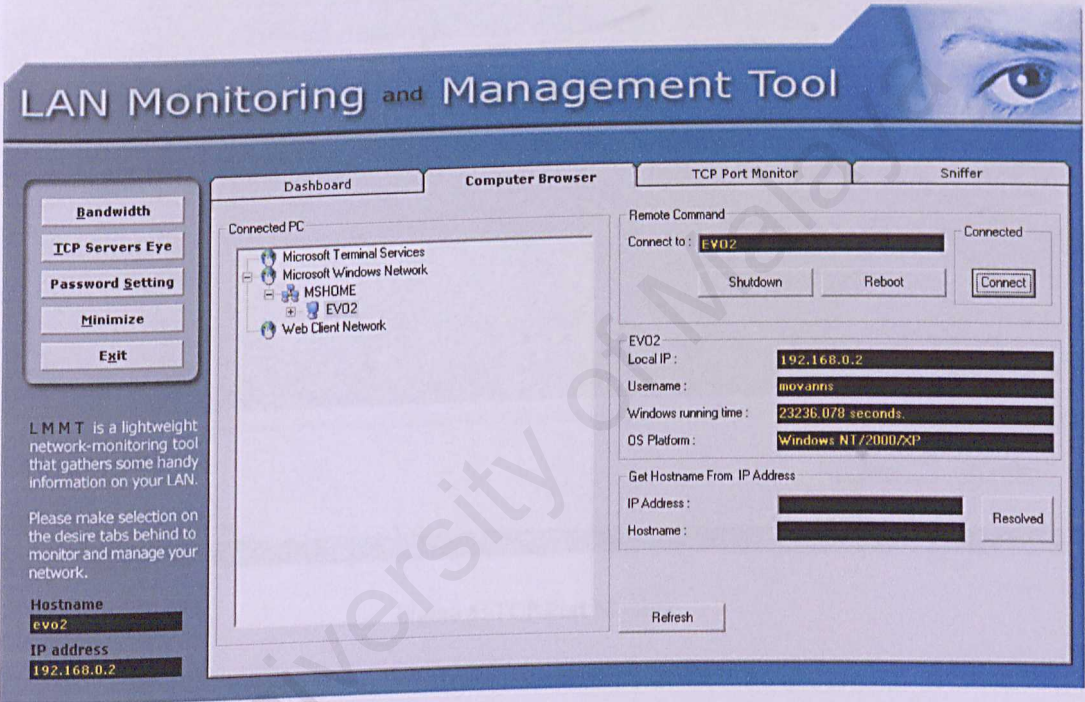 LAN Monitoring and Management Tool
Bandwidth
TCP Servers Eye
Password Setting
Minimize
Exit
L M M T is a lightweight
network-monitoring tool
that gathers some handy
information on your LAN.
Please make selection on
the desire tabs behind to
monitor and manage your
network.
Hostname
evo2
IP address
192.168.0.2
Dashboard
Computer Browser
TCP Port Monitor
Sniffer
Connected PC
Microsoft Terminal Services
Microsoft Windows Network
MSHOME
EVO2
Web Client Network
Remote Command
Connect to : EVO2
Connected
Shutdown
Reboot
Connect
EVO2
Local IP : 192.168.0.2
Username : movanns
Windows running time : 23236.078 seconds.
OS Platform : Windows NT/2000/XP
Get Hostname From IP Address
IP Address :
Hostname :
Resolved
Refresh
University of Malaya